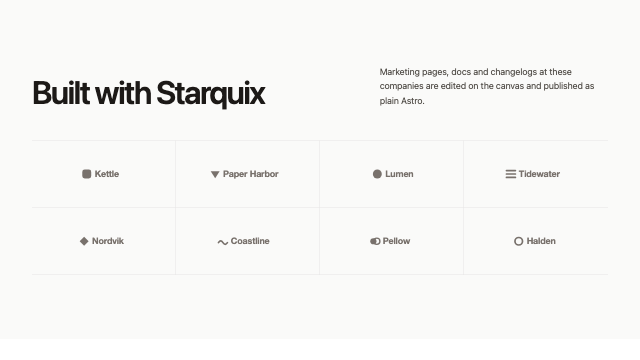 Built with Starquix
Marketing pages, docs and changelogs at these
companies are edited on the canvas and published as
plain Astro.
Kettle
Paper Harbor
Lumen
Tidewater
Nordvik
Coastline
Pellow
Halden